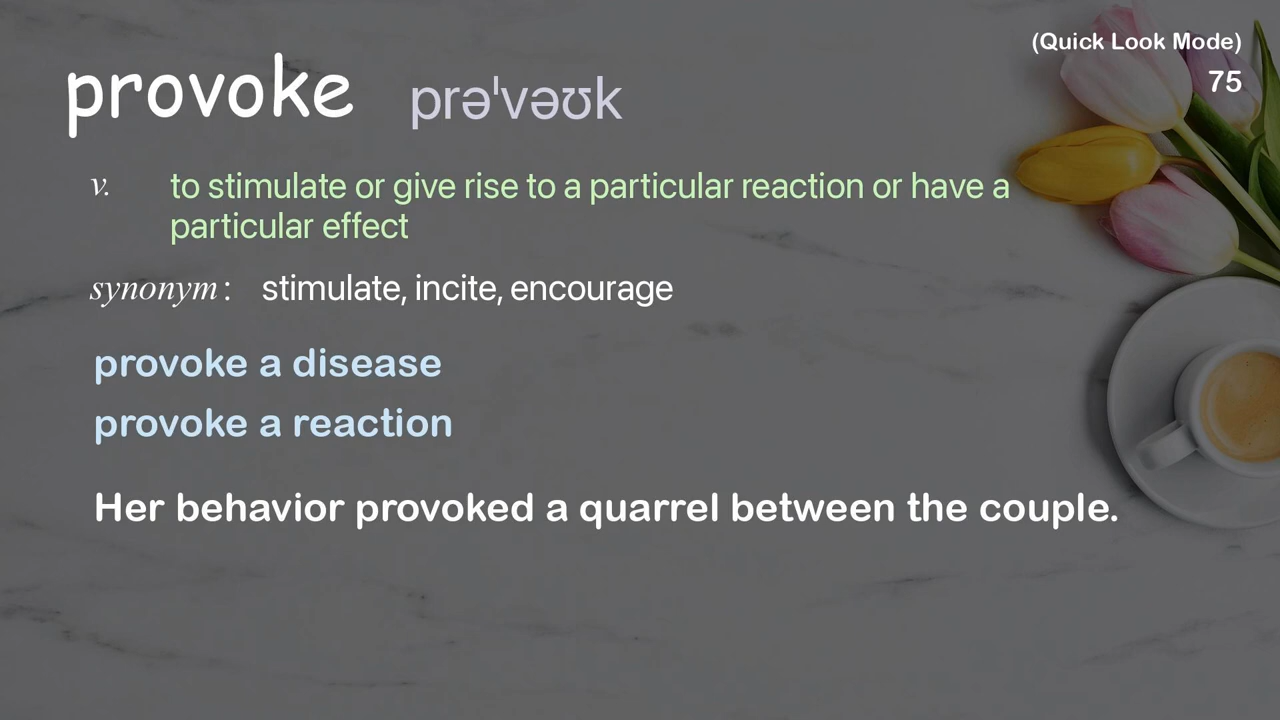 (Quick Look Mode)
75
provoke prəˈvəʊk
v. to stimulate or give rise to a particular reaction or have a
particular effect
synonym : stimulate, incite, encourage
provoke a disease
provoke a reaction
Her behavior provoked a quarrel between the couple.